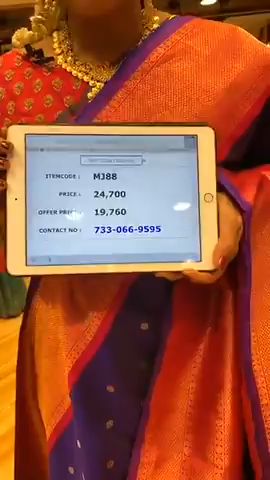 ITEMCODE : MJ88
PRICE : 24,700
OFFER PRICE : 19,760
CONTACT NO : 733-066-9595